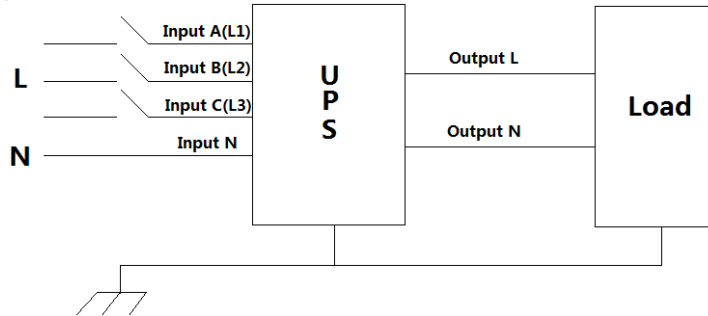 Input A(L1)
L
Input B(L2)
Input C(L3)
N
Input N
U
P
S
Output L
Output N
Load